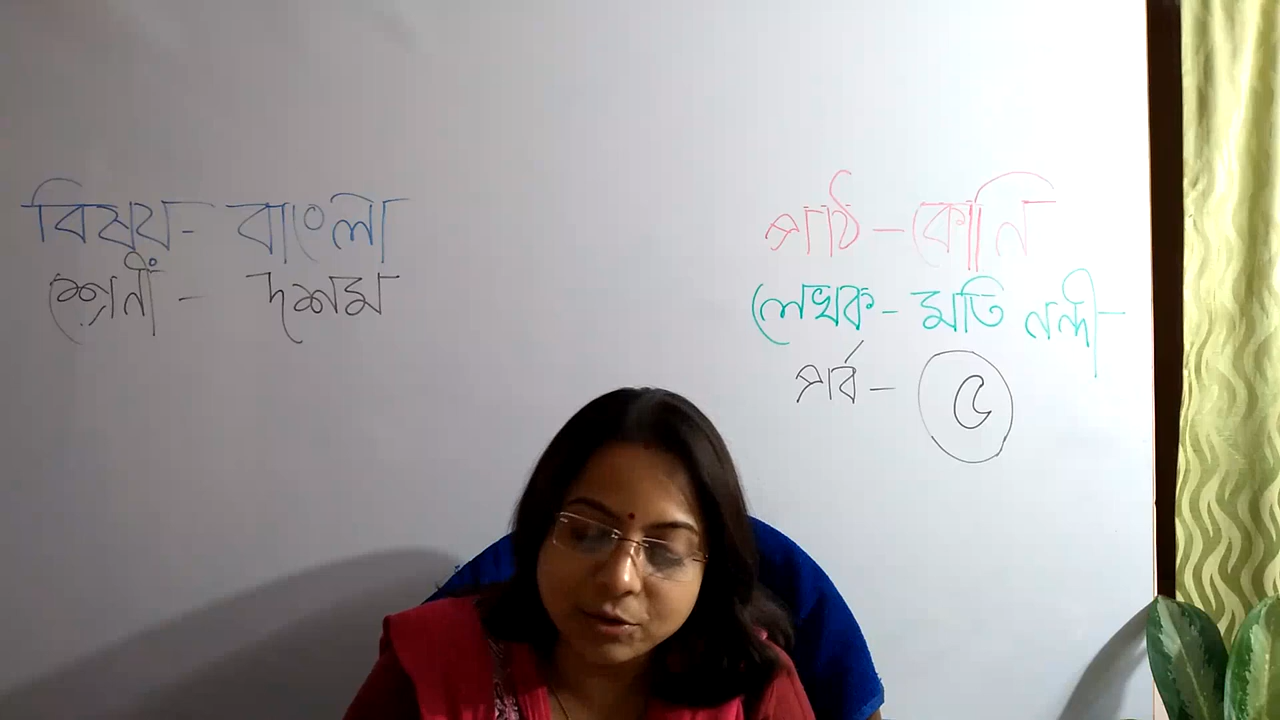 বিষয় - বাংলা
শ্রেনী - দশম
পাঠ - কোনি
লেখক - মতি নন্দী
পর্ব - ৫